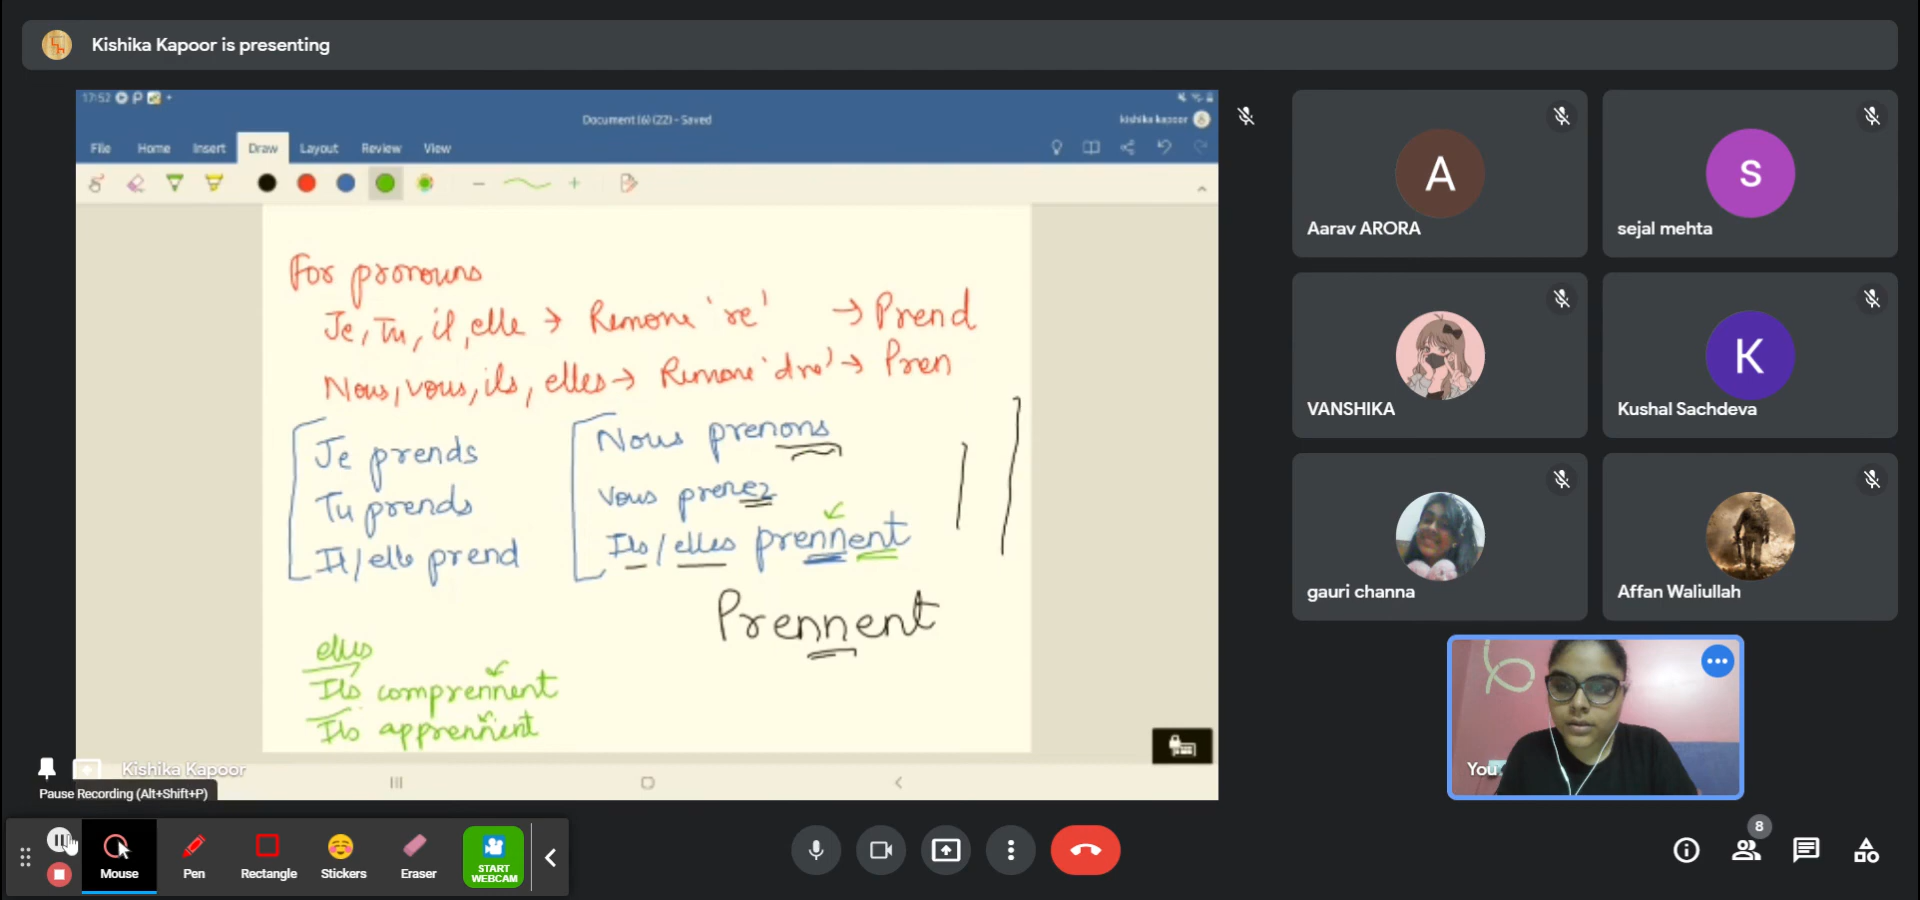 Kishika Kapoor is presenting
17:52
Document (6) (22) - Saved
kishika kapoor
File Home Insert Draw Layout Review View
For pronouns
Je, Tu, il, elle → Remove 're' → Prend
Nous, vous, ils, elles → Remove 'dre' → Pren
Je prends
Tu prends
Il/elle prend
Nous prenons
Vous prenez
Ils/elles prennent
Prennent
elles
Ils comprennent
Ils apprennent
Kishika Kapoor
Pause Recording (Alt+Shift+P)
Mouse Pen Rectangle Stickers Eraser START WEBCAM
A
Aarav ARORA
S
sejal mehta
VANSHIKA
K
Kushal Sachdeva
gauri channa
Affan Waliullah
You
8